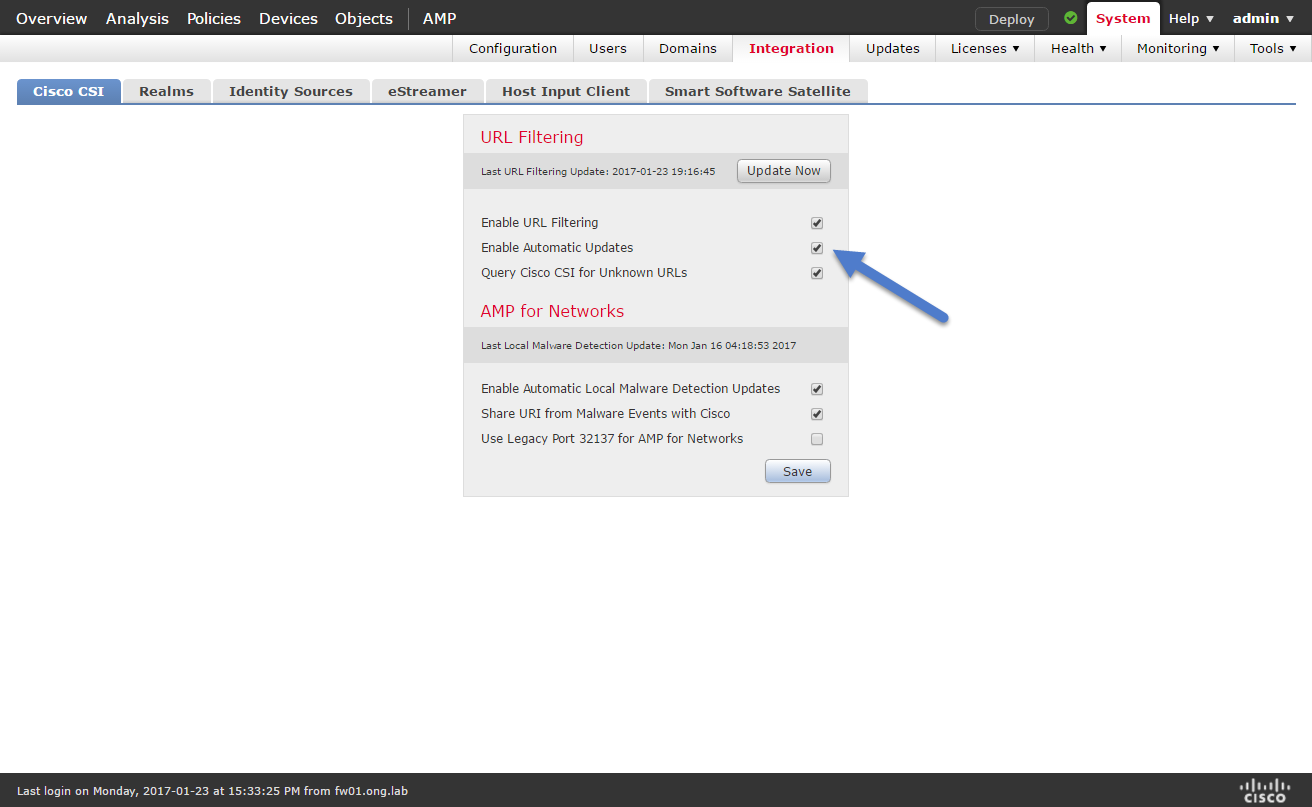 Overview Analysis Policies Devices Objects AMP Deploy System Help admin
Configuration Users Domains Integration Updates Licenses Health Monitoring Tools
Cisco CSI Realms Identity Sources eStreamer Host Input Client Smart Software Satellite
URL Filtering
Last URL Filtering Update: 2017-01-23 19:16:45 Update Now
Enable URL Filtering
Enable Automatic Updates
Query Cisco CSI for Unknown URLs
AMP for Networks
Last Local Malware Detection Update: Mon Jan 16 04:18:53 2017
Enable Automatic Local Malware Detection Updates
Share URI from Malware Events with Cisco
Use Legacy Port 32137 for AMP for Networks
Save
Last login on Monday, 2017-01-23 at 15:33:25 PM from fw01.ong.lab
CISCO